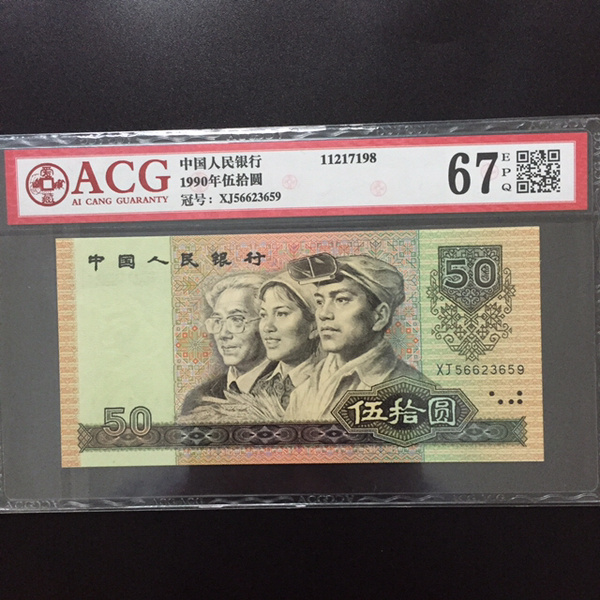 ACG
AI CANG GUARANTY
中国人民银行
1990年伍拾圆
冠号：XJ56623659
11217198
67
EPQ
中国人民银行
50
XJ56623659
50
伍拾圆